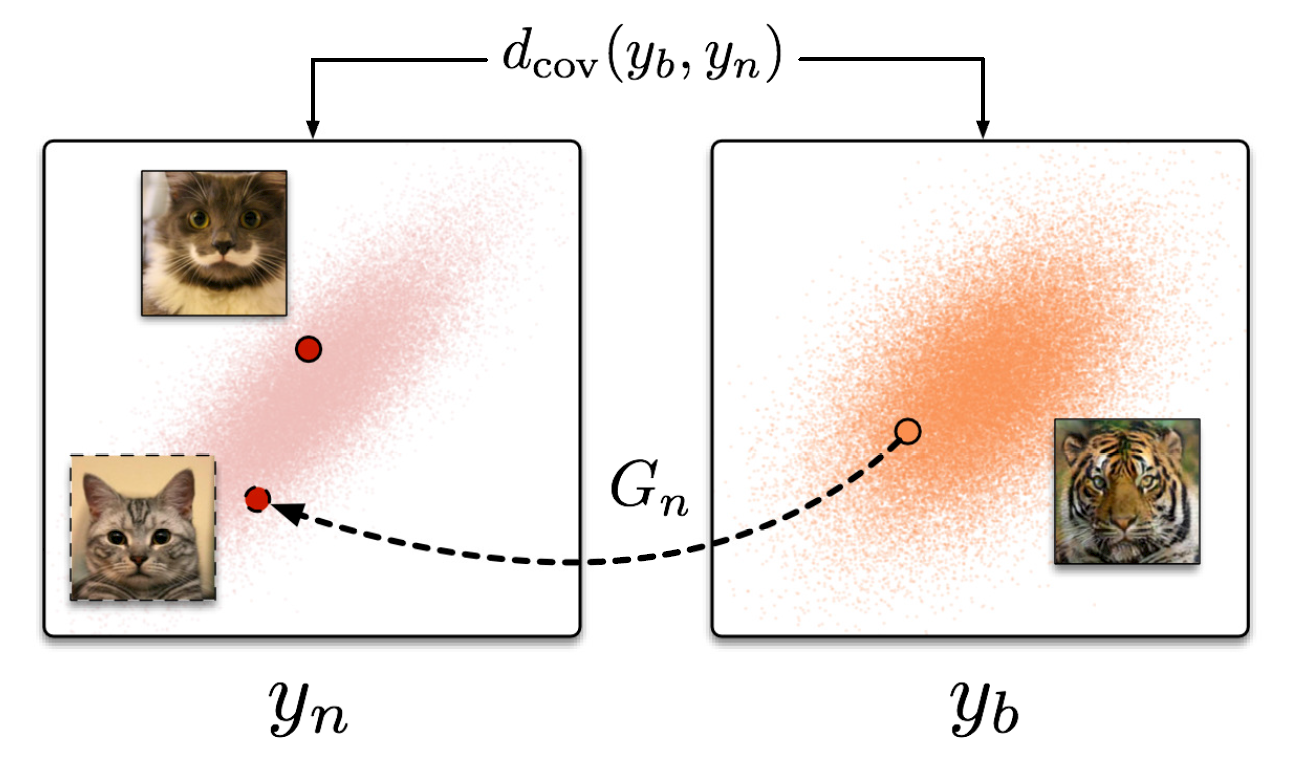 d_cov(y_b, y_n)
G_n
y_n
y_b